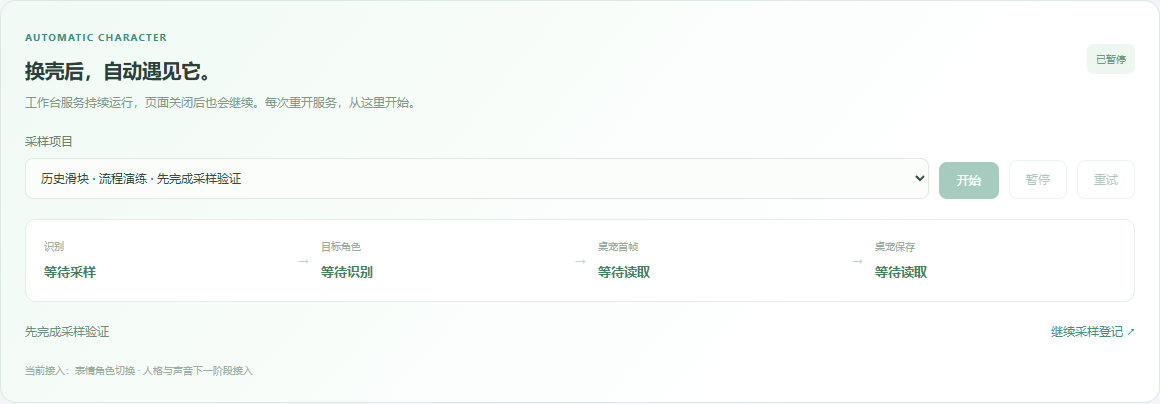 AUTOMATIC CHARACTER
换壳后，自动遇见它。
已暂停
工作台服务持续运行，页面关闭后也会继续。每次重开服务，从这里开始。
采样项目
历史滑块 · 流程演练 · 先完成采样验证
开始
暂停
重试
识别
等待采样
→
目标角色
等待识别
→
桌宠首帧
等待读取
→
桌宠保存
等待读取
先完成采样验证
继续采样登记 ↗
当前接入：表情角色切换 · 人格与声音下一阶段接入